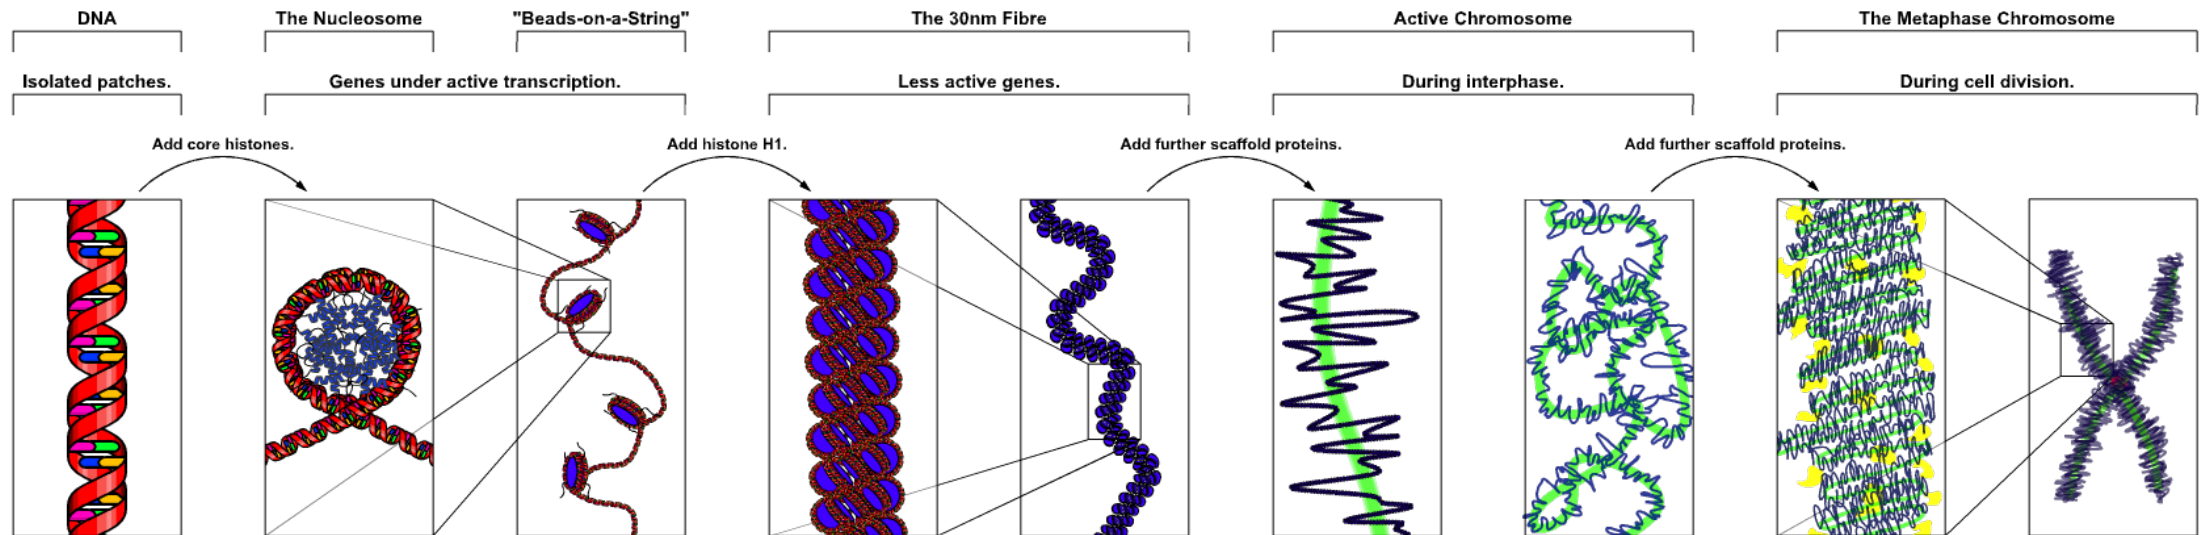 DNA
The Nucleosome
"Beads-on-a-String"
The 30nm Fibre
Active Chromosome
The Metaphase Chromosome
Isolated patches.
Genes under active transcription.
Less active genes.
During interphase.
During cell division.
Add core histones.
Add histone H1.
Add further scaffold proteins.
Add further scaffold proteins.